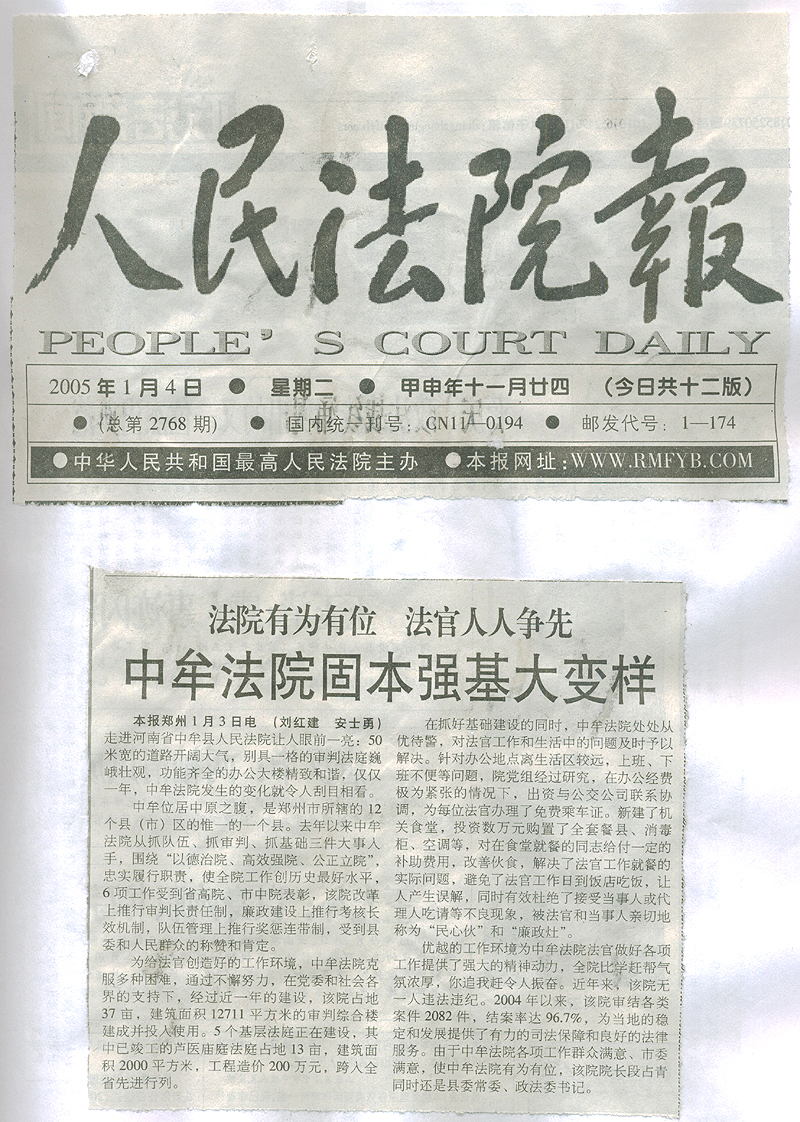 人民法院報
PEOPLE'S COURT DAILY
2005年1月4日 ● 星期二 ● 甲申年十一月廿四 （今日共十二版）
●(总第2768期) ● 国内统一刊号：CN11—0194 ● 邮发代号：1—174
●中华人民共和国最高人民法院主办 ●本报网址：WWW.RMFYB.COM
法院有为有位 法官人人争先
中牟法院固本强基大变样
本报郑州1月3日电 （刘红建 安士勇）
走进河南省中牟县人民法院让人眼前一亮：50
米宽的道路开阔大气，别具一格的审判法庭巍
峨壮观，功能齐全的办公大楼精致和谐，仅仅
一年，中牟法院发生的变化就令人刮目相看。
中牟位居中原之腹，是郑州市所辖的12
个县（市）区的惟一的一个县。去年以来中牟
法院从抓队伍、抓审判、抓基础三件大事入
手，围绕“以德治院、高效强院、公正立院”，
忠实履行职责，使全院工作创历史最好水平，
6项工作受到省高院、市中院表彰，该院改革
上推行审判长责任制，廉政建设上推行考核长
效机制，队伍管理上推行奖惩连带制，受到县
委和人民群众的称赞和肯定。
为给法官创造好的工作环境，中牟法院克
服多种困难，通过不懈努力，在党委和社会各
界的支持下，经过近一年的建设，该院占地
37亩，建筑面积12711平方米的审判综合楼
建成并投入使用。5个基层法庭正在建设，其
中已竣工的芦医庙庭法庭占地13亩，建筑面
积2000平方米，工程造价200万元，跨入全
省先进行列。
在抓好基础建设的同时，中牟法院处处从
优待警，对法官工作和生活中的问题及时予以
解决。针对办公地点离生活区较远，上班、下
班不便等问题，院党组经过研究，在办公经费
极为紧张的情况下，出资与公交公司联系协
调，为每位法官办理了免费乘车证。新建了机
关食堂，投资数万元购置了全套餐具、消毒
柜、空调等，对在食堂就餐的同志给付一定的
补助费用，改善伙食，解决了法官工作就餐的
实际问题，避免了法官工作日到饭店吃饭，让
人产生误解，同时有效杜绝了接受当事人或代
理人吃请等不良现象，被法官和当事人亲切地
称为“民心伙”和“廉政灶”。
优越的工作环境为中牟法院法官做好各项
工作提供了强大的精神动力，全院比学赶帮气
氛浓厚，你追我赶令人振奋。近年来，该院无
一人违法违纪。2004年以来，该院审结各类
案件2082件，结案率达96.7%，为当地的稳
定和发展提供了有力的司法保障和良好的法律
服务。由于中牟法院各项工作群众满意、市委
满意，使中牟法院有为有位，该院院长段占青
同时还是县委常委、政法委书记。